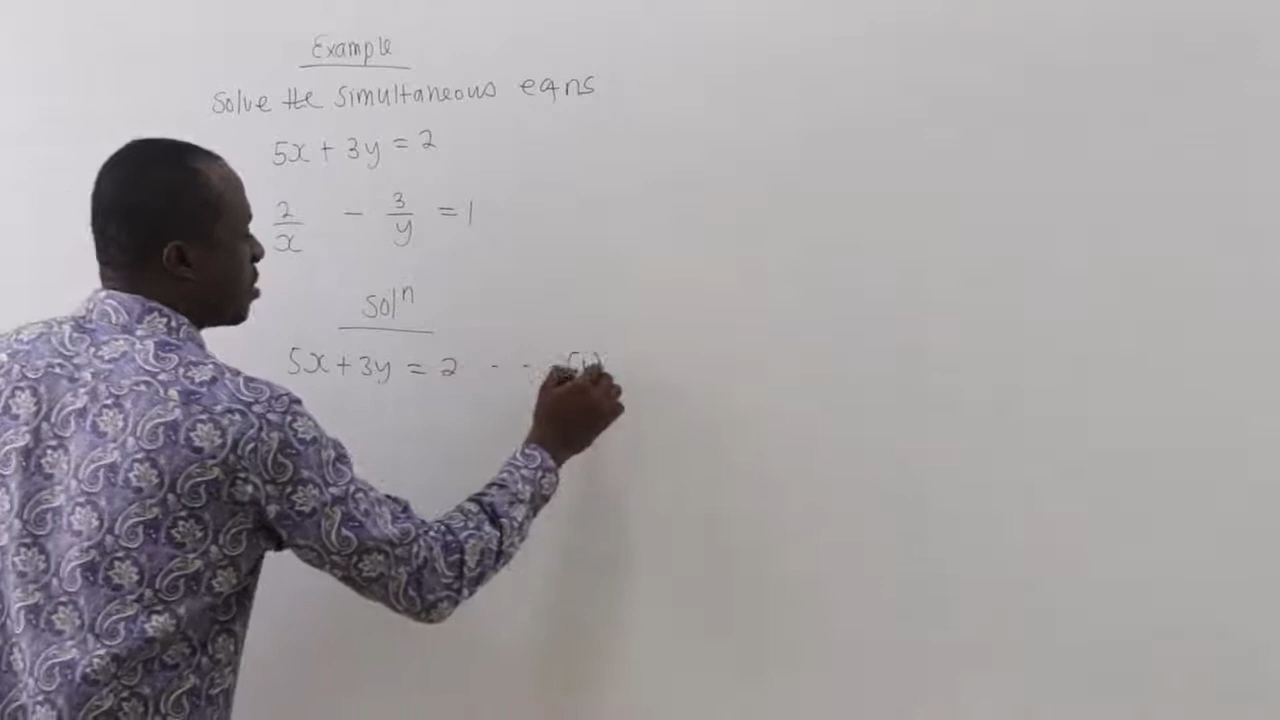 Example
Solve the simultaneous eqns
5x + 3y = 2
2/x - 3/y = 1
Solⁿ
5x + 3y = 2 - -